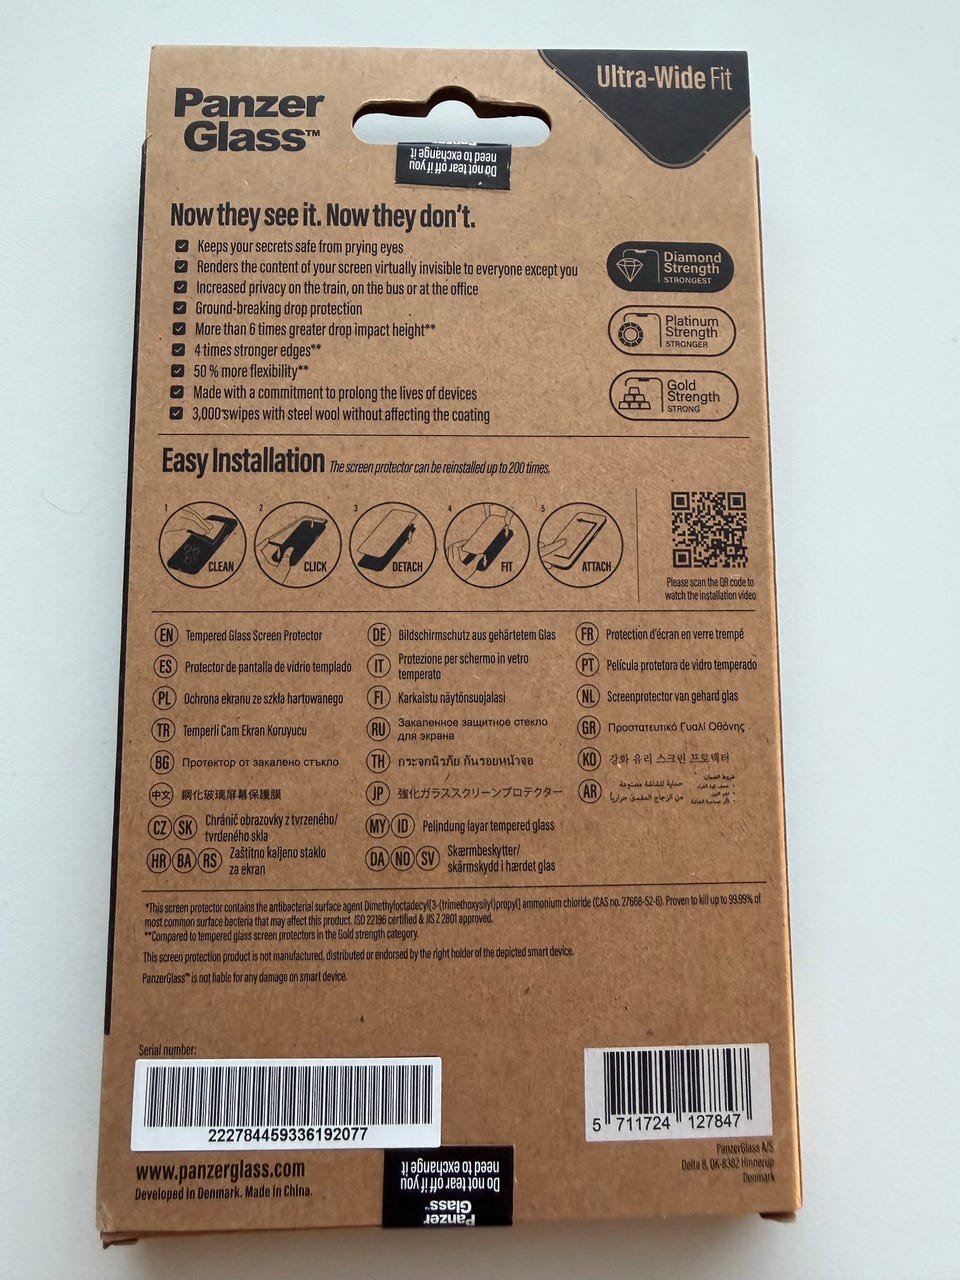 Panzer
Glass™
Ultra-Wide Fit
Do not tear off if you
need to exchange it
Now they see it. Now they don't.
Keeps your secrets safe from prying eyes
Renders the content of your screen virtually invisible to everyone except you
Increased privacy on the train, on the bus or at the office
Ground-breaking drop protection
More than 6 times greater drop impact height**
4 times stronger edges**
50 % more flexibility**
Made with a commitment to prolong the lives of devices
3,000 swipes with steel wool without affecting the coating
Diamond
Strength
STRONGEST
Platinum
Strength
STRONGER
Gold
Strength
STRONG
Easy Installation The screen protector can be reinstalled up to 200 times.
1 CLEAN
2 CLICK
3 DETACH
4 FIT
5 ATTACH
Please scan the QR code to
watch the installation video
EN Tempered Glass Screen Protector
DE Bildschirmschutz aus gehärtetem Glas
FR Protection d'écran en verre trempé
ES Protector de pantalla de vidrio templado
IT Protezione per schermo in vetro
temperato
PT Película protetora de vidro temperado
PL Ochrona ekranu ze szkła hartowanego
FI Karkaistu näytönsuojalasi
NL Screenprotector van gehard glas
TR Temperli Cam Ekran Koruyucu
RU Закаленное защитное стекло
для экрана
GR Προστατευτικό Γυαλί Οθόνης
BG Протектор от закалено стъкло
TH กระจกนิรภัย กันรอยหน้าจอ
KO 강화 유리 스크린 프로텍터
中文 鋼化玻璃屏幕保護膜
JP 強化ガラススクリーンプロテクター
AR حماية لشاشة مصنوعة
من الزجاج المقسى حرارياً
CZ SK Chránič obrazovky z tvrzeného/
tvrdeného skla
MY ID Pelindung layar tempered glass
HR BA RS Zaštitno kaljeno staklo
za ekran
DA NO SV Skærmbeskytter/
skärmskydd i hærdet glas
*This screen protector contains the antibacterial surface agent Dimethyloctadecyl[3-(trimethoxysilyl)propyl] ammonium chloride (CAS no. 27668-52-6). Proven to kill up to 99.99% of
most common surface bacteria that may affect this product. ISO 22196 certified & JIS Z 2801 approved.
**Compared to tempered glass screen protectors in the Gold strength category.
This screen protection product is not manufactured, distributed or endorsed by the right holder of the depicted smart device.
PanzerGlass™ is not liable for any damage on smart device.
Serial number:
222784459336192077
5 711724 127847
www.panzerglass.com
Developed in Denmark. Made in China.
PanzerGlass A/S
Delta 8, DK-8382 Hinnerup
Denmark
Do not tear off if you
need to exchange it
Panzer
Glass™